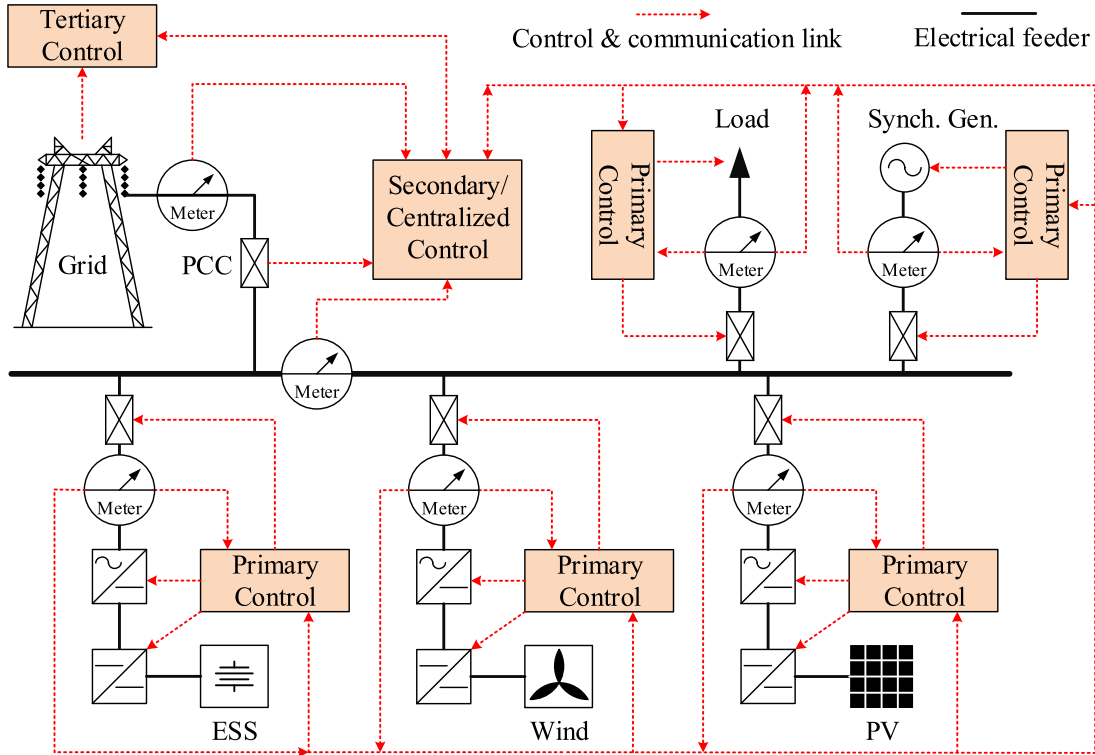 Tertiary
Control
Control & communication link
Electrical feeder
Load
Synch. Gen.
Primary
Control
Primary
Control
Secondary/
Centralized
Control
Meter
Meter
Meter
Grid
PCC
Meter
Meter
Meter
Meter
Primary
Control
Primary
Control
Primary
Control
ESS
Wind
PV